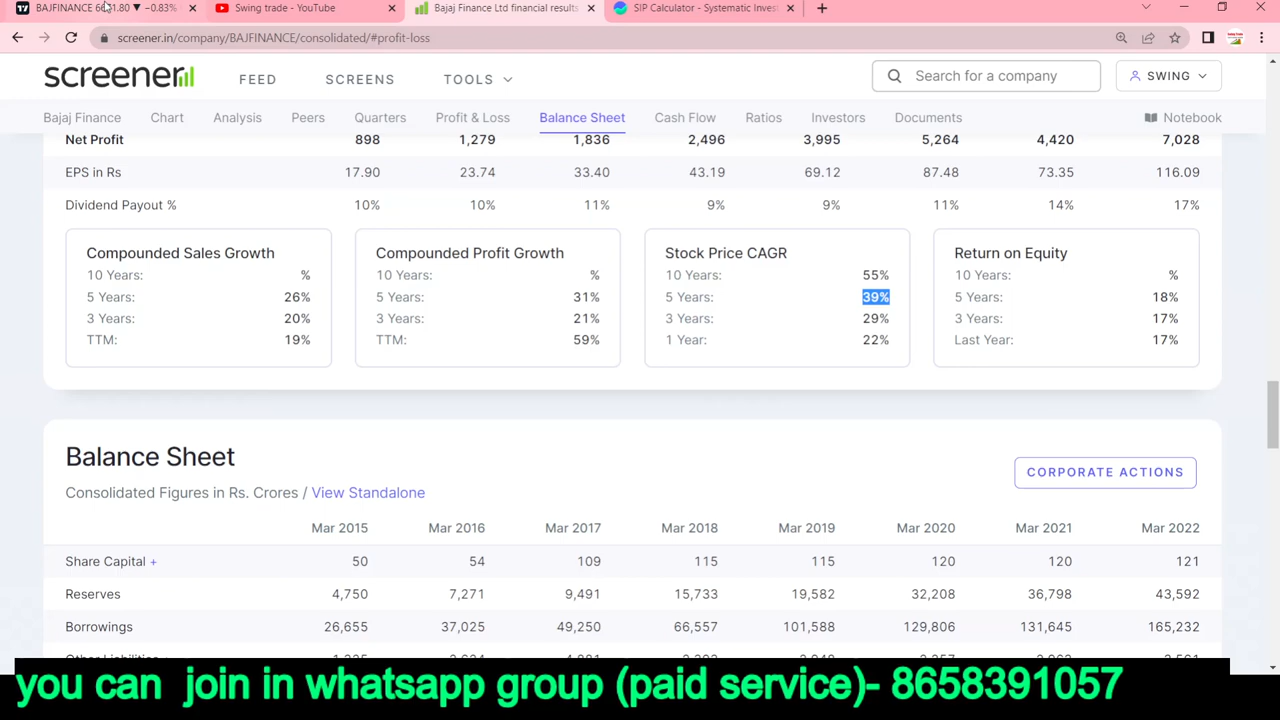 BAJFINANCE 66 1.80 ▼ −0.83%
Swing trade - YouTube
Bajaj Finance Ltd financial results
SIP Calculator - Systematic Invest
screener.in/company/BAJFINANCE/consolidated/#profit-loss
screener
FEED
SCREENS
TOOLS
Search for a company
SWING
Bajaj Finance Chart Analysis Peers Quarters Profit & Loss Balance Sheet Cash Flow Ratios Investors Documents Notebook
Net Profit 898 1,279 1,836 2,496 3,995 5,264 4,420 7,028
EPS in Rs 17.90 23.74 33.40 43.19 69.12 87.48 73.35 116.09
Dividend Payout % 10% 10% 11% 9% 9% 11% 14% 17%
Compounded Sales Growth
10 Years: %
5 Years: 26%
3 Years: 20%
TTM: 19%
Compounded Profit Growth
10 Years: %
5 Years: 31%
3 Years: 21%
TTM: 59%
Stock Price CAGR
10 Years: 55%
5 Years: 39%
3 Years: 29%
1 Year: 22%
Return on Equity
10 Years: %
5 Years: 18%
3 Years: 17%
Last Year: 17%
Balance Sheet
CORPORATE ACTIONS
Consolidated Figures in Rs. Crores / View Standalone
Mar 2015 Mar 2016 Mar 2017 Mar 2018 Mar 2019 Mar 2020 Mar 2021 Mar 2022
Share Capital + 50 54 109 115 115 120 120 121
Reserves 4,750 7,271 9,491 15,733 19,582 32,208 36,798 43,592
Borrowings 26,655 37,025 49,250 66,557 101,588 129,806 131,645 165,232
you can join in whatsapp group (paid service)- 8658391057